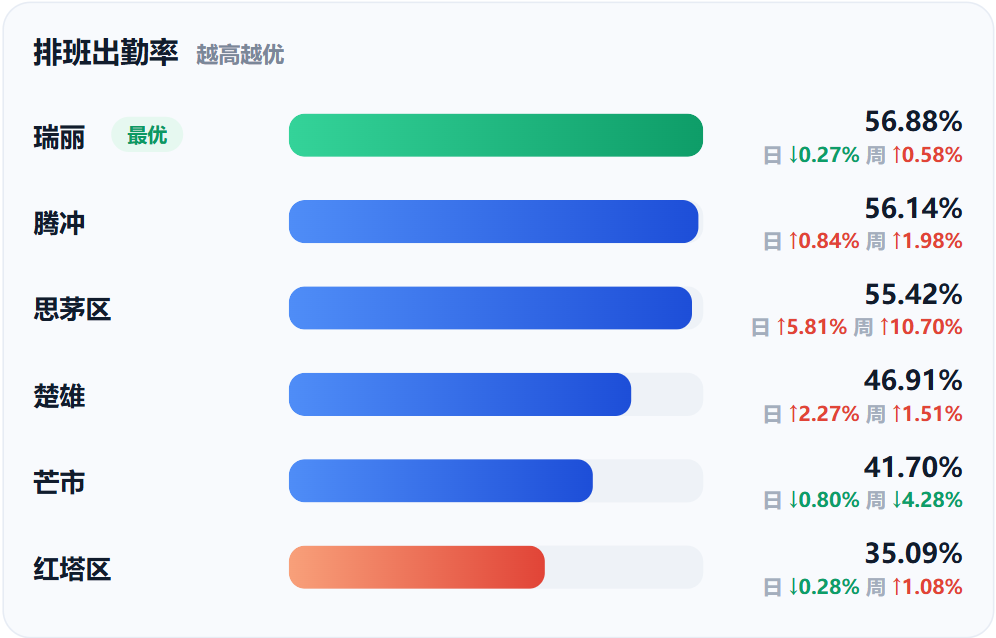 排班出勤率 越高越优
瑞丽 最优 56.88%
日 ↓0.27% 周 ↑0.58%
腾冲 56.14%
日 ↑0.84% 周 ↑1.98%
思茅区 55.42%
日 ↑5.81% 周 ↑10.70%
楚雄 46.91%
日 ↑2.27% 周 ↑1.51%
芒市 41.70%
日 ↓0.80% 周 ↓4.28%
红塔区 35.09%
日 ↓0.28% 周 ↑1.08%